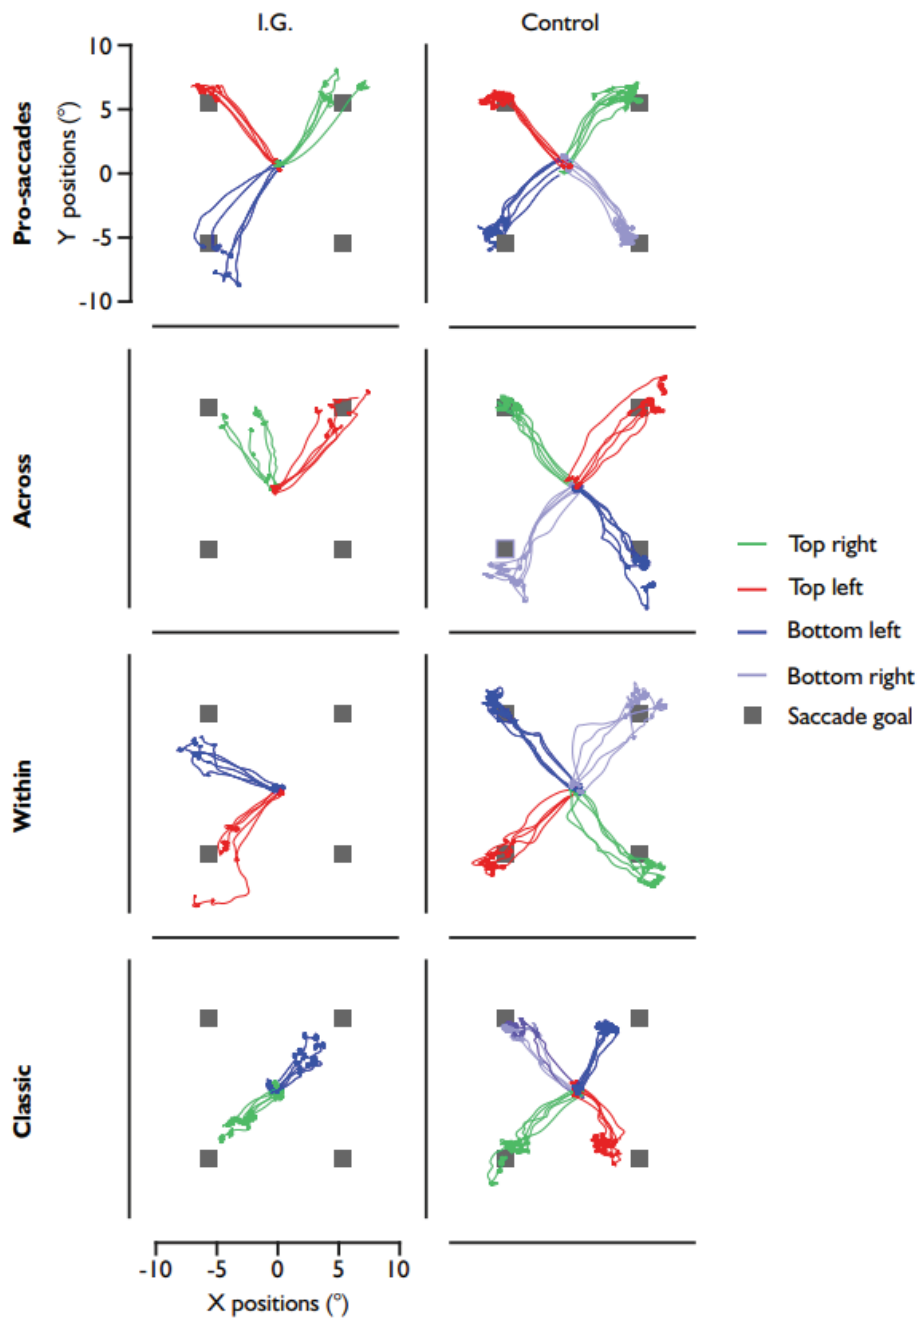 I.G.
Control
Pro-saccades
Y positions (°)
10
5
0
-5
-10
Across
Top right
Top left
Bottom left
Bottom right
Saccade goal
Within
Classic
-10 -5 0 5 10
X positions (°)